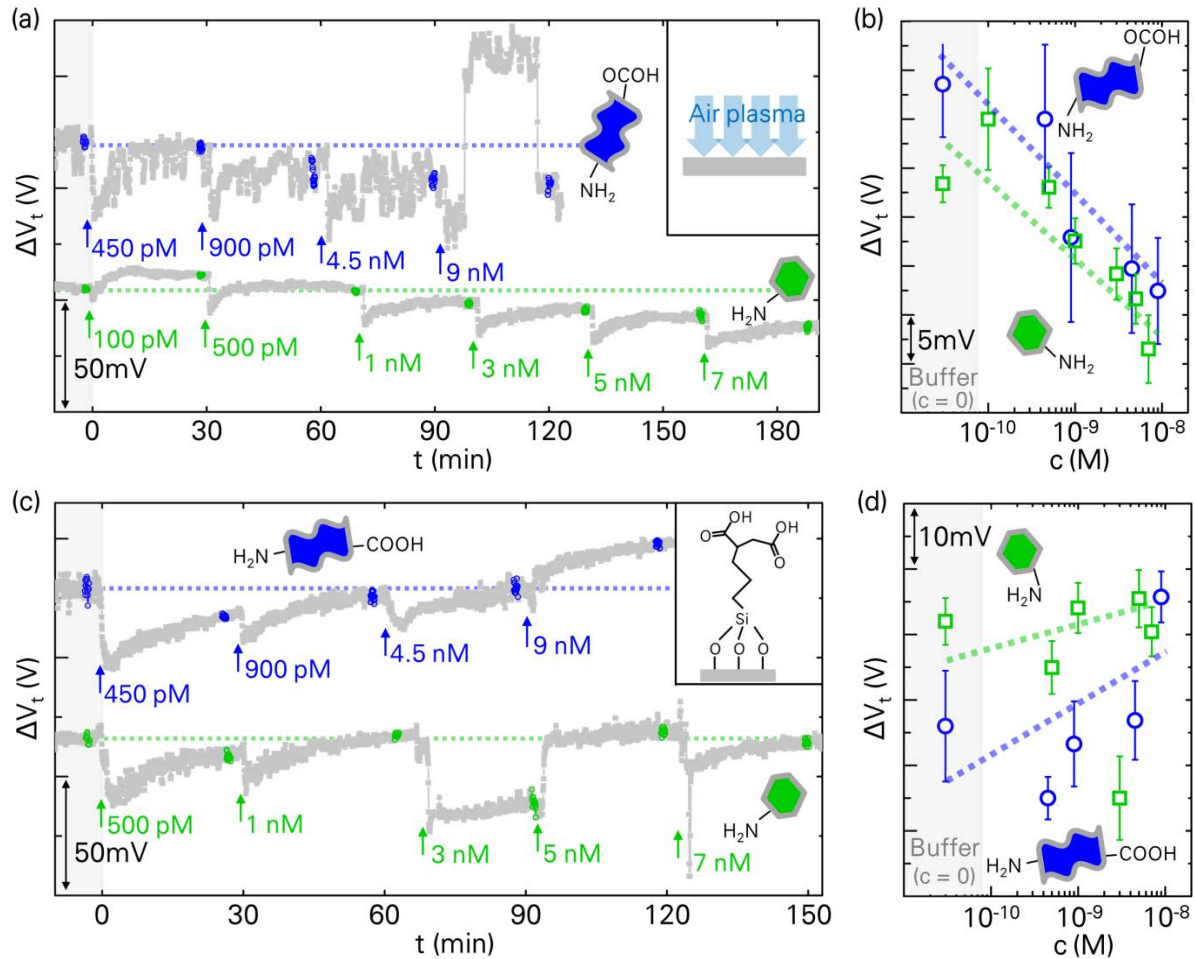 (a)
ΔVt (V)
OCOH
NH2
Air plasma
450 pM
900 pM
4.5 nM
9 nM
H2N
100 pM
500 pM
1 nM
3 nM
5 nM
7 nM
50mV
0 30 60 90 120 150 180
t (min)
(b)
ΔVt (V)
OCOH
NH2
NH2
5mV
Buffer
(c = 0)
10-10 10-9 10-8
c (M)
(c)
ΔVt (V)
H2N COOH
OH OH
O O
Si
O O O
450 pM
900 pM
4.5 nM
9 nM
500 pM
1 nM
3 nM
5 nM
7 nM
H2N
50mV
0 30 60 90 120 150
t (min)
(d)
ΔVt (V)
10mV
H2N
Buffer
(c = 0)
H2N COOH
10-10 10-9 10-8
c (M)